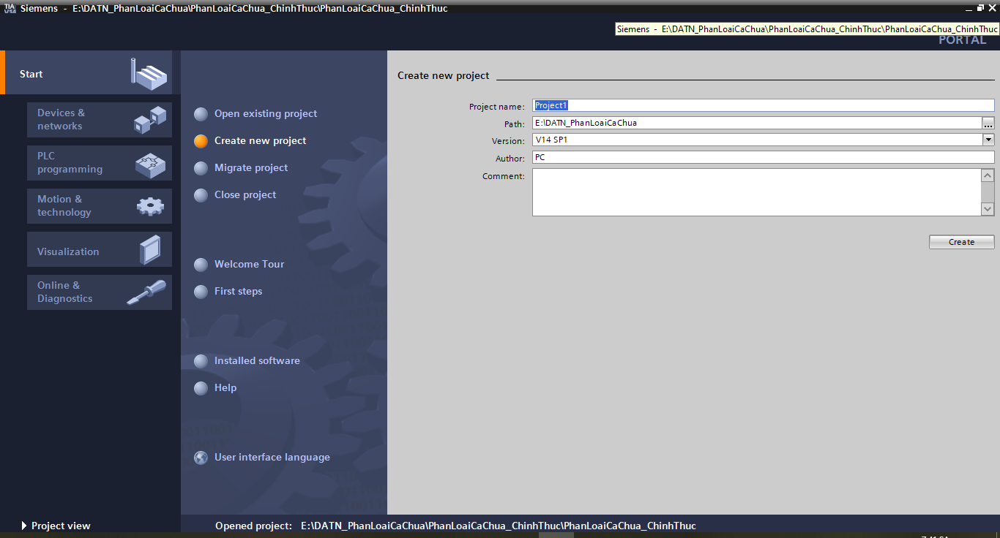 TIA
V14
Siemens - E:\DATN_PhanLoaiCaChua\PhanLoaiCaChua_ChinhThuc\PhanLoaiCaChua_ChinhThuc
Siemens - E:\DATN_PhanLoaiCaChua\PhanLoaiCaChua_ChinhThuc\PhanLoaiCaChua_ChinhThuc
PORTAL
Start
Devices &
networks
PLC
programming
Motion &
technology
Visualization
Online &
Diagnostics
Open existing project
Create new project
Migrate project
Close project
Welcome Tour
First steps
Installed software
Help
User interface language
Create new project
Project name: Project1
Path: E:\DATN_PhanLoaiCaChua
...
Version: V14 SP1
Author: PC
Comment:
Create
Project view
Opened project: E:\DATN_PhanLoaiCaChua\PhanLoaiCaChua_ChinhThuc\PhanLoaiCaChua_ChinhThuc